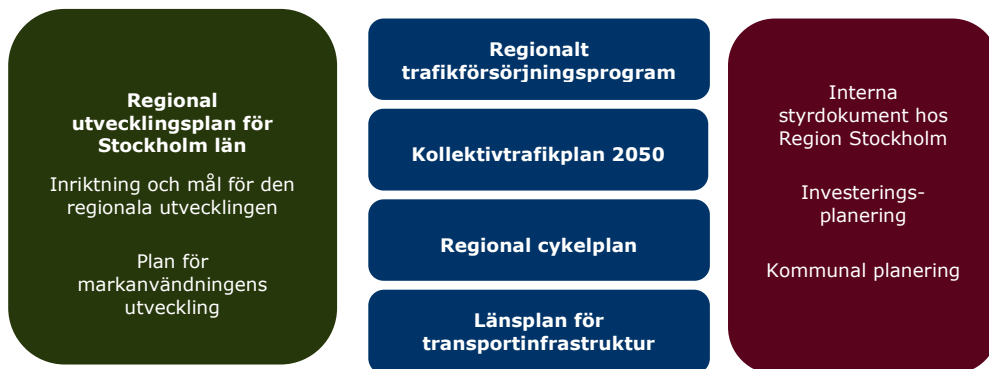 Regional
utvecklingsplan för
Stockholm län
Inriktning och mål för den
regionala utvecklingen
Plan för
markanvändningens
utveckling
Regionalt
trafikförsörjningsprogram
Kollektivtrafikplan 2050
Regional cykelplan
Länsplan för
transportinfrastruktur
Interna
styrdokument hos
Region Stockholm
Investerings-
planering
Kommunal planering